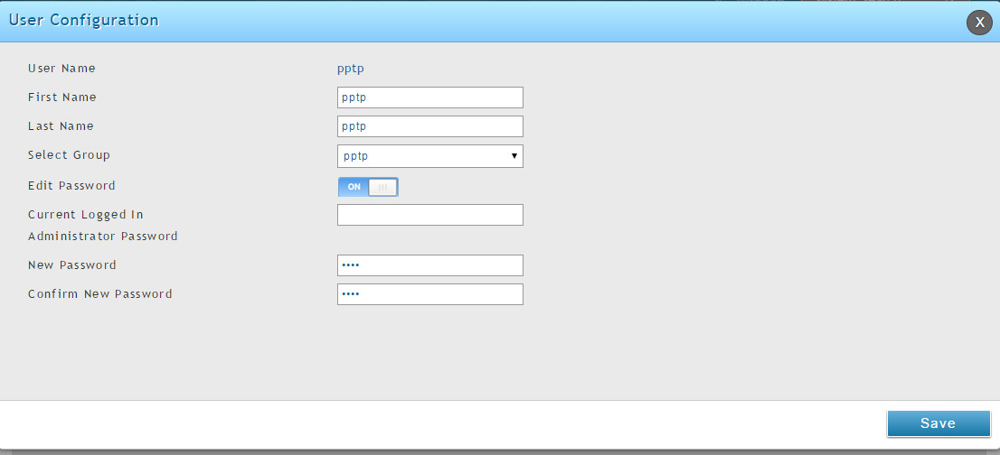 User Configuration
X
User Name pptp
First Name pptp
Last Name pptp
Select Group pptp
Edit Password ON
Current Logged In
Administrator Password
New Password ••••
Confirm New Password ••••
Save